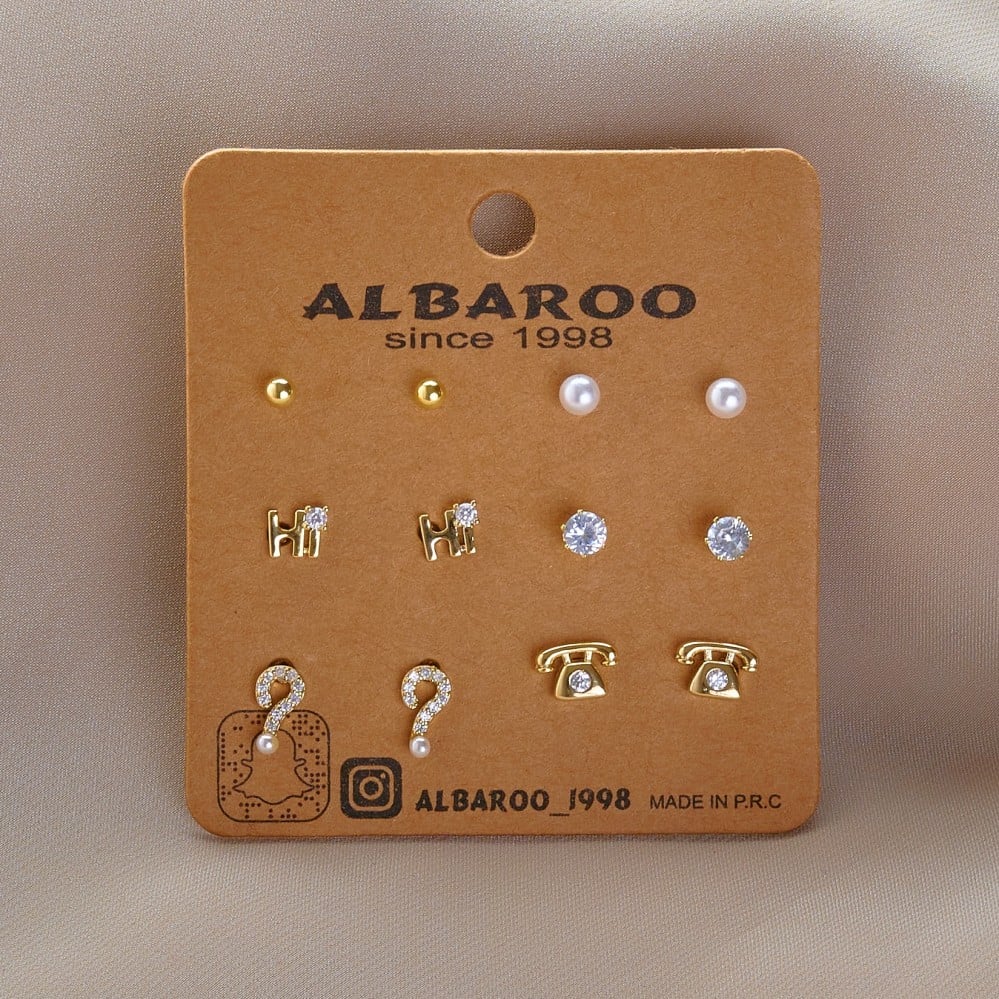 ALBAROO
since 1998
Hi Hi
? ?
ALBAROO_1998 MADE IN P.R.C